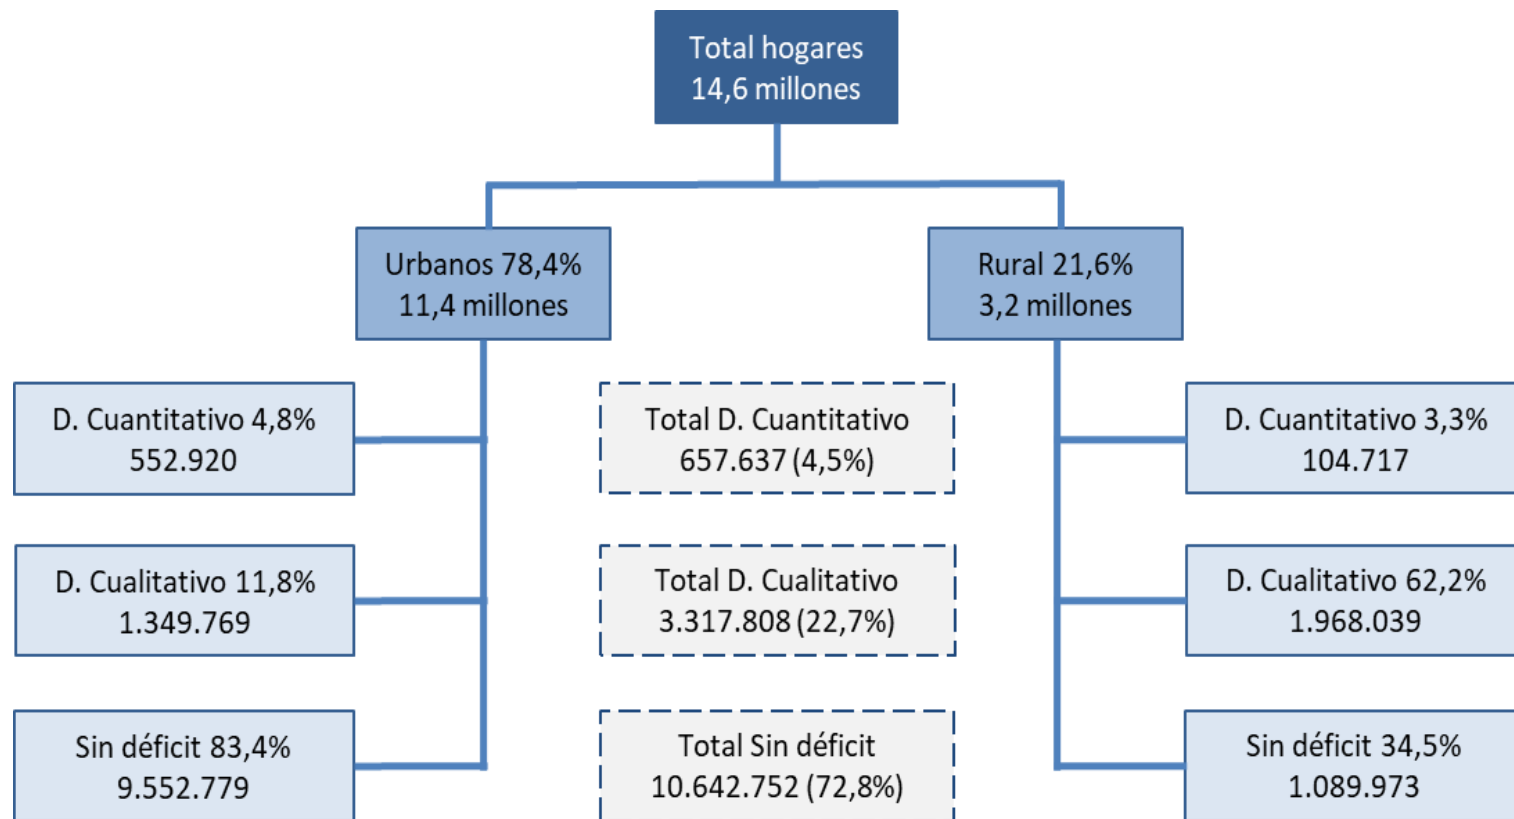 Total hogares
14,6 millones
Urbanos 78,4%
11,4 millones
Rural 21,6%
3,2 millones
D. Cuantitativo 4,8%
552.920
Total D. Cuantitativo
657.637 (4,5%)
D. Cuantitativo 3,3%
104.717
D. Cualitativo 11,8%
1.349.769
Total D. Cualitativo
3.317.808 (22,7%)
D. Cualitativo 62,2%
1.968.039
Sin déficit 83,4%
9.552.779
Total Sin déficit
10.642.752 (72,8%)
Sin déficit 34,5%
1.089.973